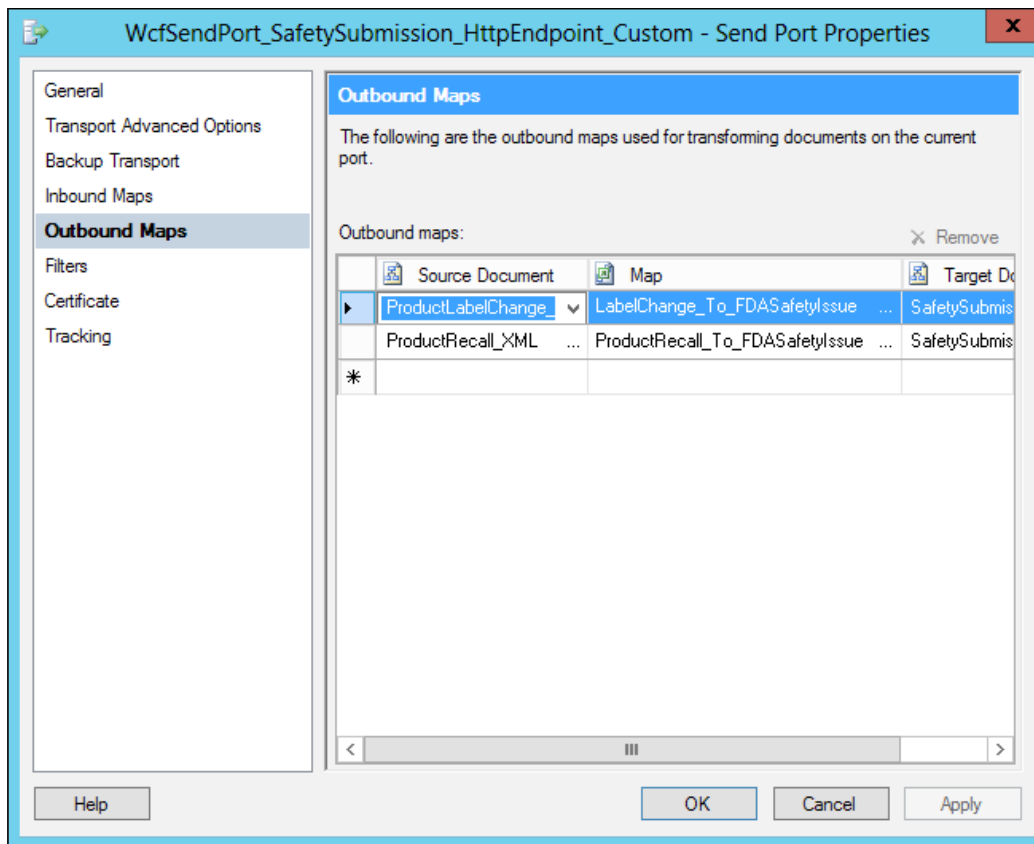 WcfSendPort_SafetySubmission_HttpEndpoint_Custom - Send Port Properties
x
General
Transport Advanced Options
Backup Transport
Inbound Maps
Outbound Maps
Filters
Certificate
Tracking
Outbound Maps
The following are the outbound maps used for transforming documents on the current
port.
Outbound maps:
Remove
Source Document Map Target Do
ProductLabelChange_ LabelChange_To_FDASafetyIssue ... SafetySubmis
ProductRecall_XML ... ProductRecall_To_FDASafetyIssue ... SafetySubmis
*
Help
OK
Cancel
Apply